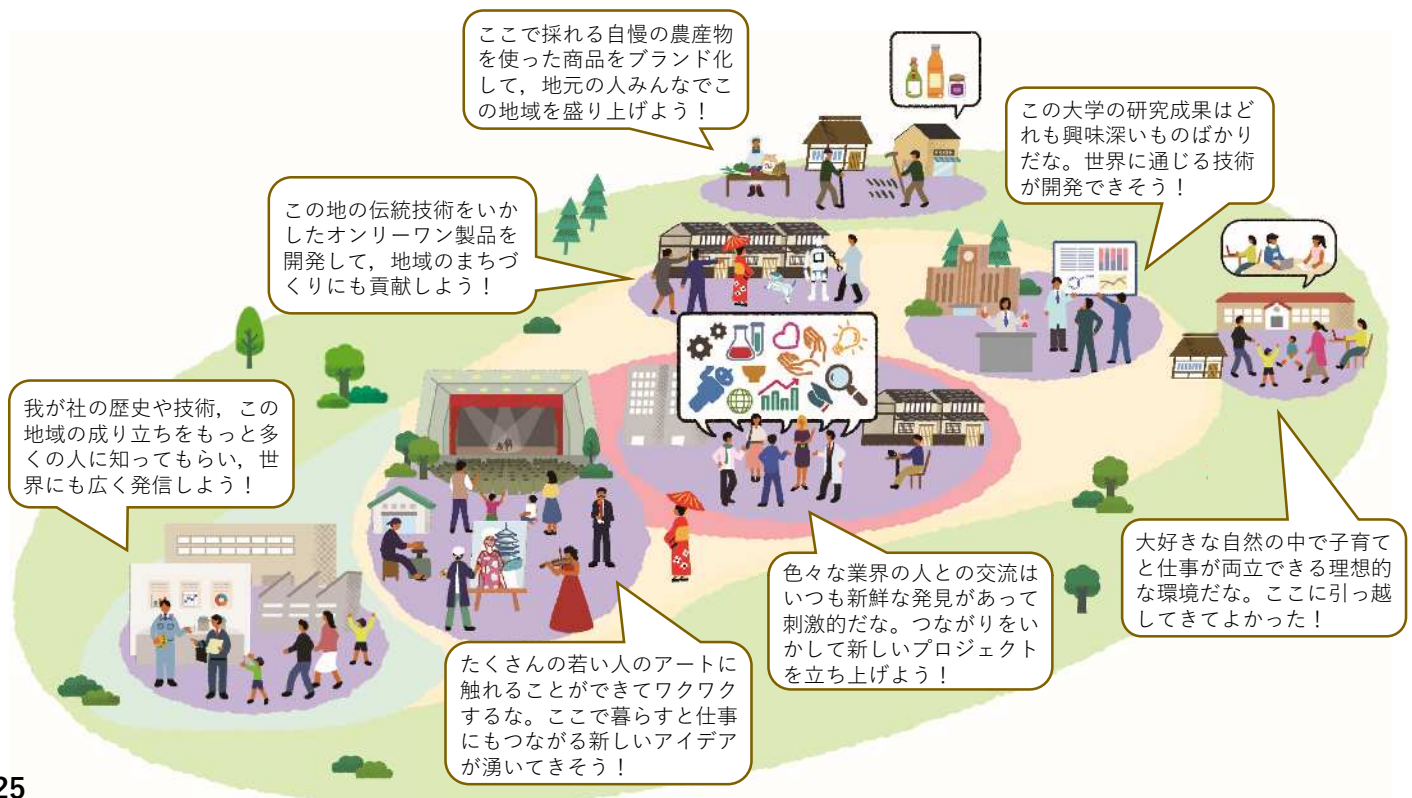 ここで採れる自慢の農産物
を使った商品をブランド化
して，地元の人みんなでこ
の地域を盛り上げよう！
この大学の研究成果はど
れも興味深いものばかり
だな。世界に通じる技術
が開発できそう！
この地の伝統技術をいか
したオンリーワン製品を
開発して，地域のまちづ
くりにも貢献しよう！
我が社の歴史や技術，この
地域の成り立ちをもっと多
くの人に知ってもらい，世
界にも広く発信しよう！
大好きな自然の中で子育て
と仕事が両立できる理想的
な環境だな。ここに引っ越
してきてよかった！
色々な業界の人との交流は
いつも新鮮な発見があって
刺激的だな。つながりをい
かして新しいプロジェクト
を立ち上げよう！
たくさんの若い人のアートに
触れることができてワクワク
するな。ここで暮らすと仕事
にもつながる新しいアイデア
が湧いてきそう！
25